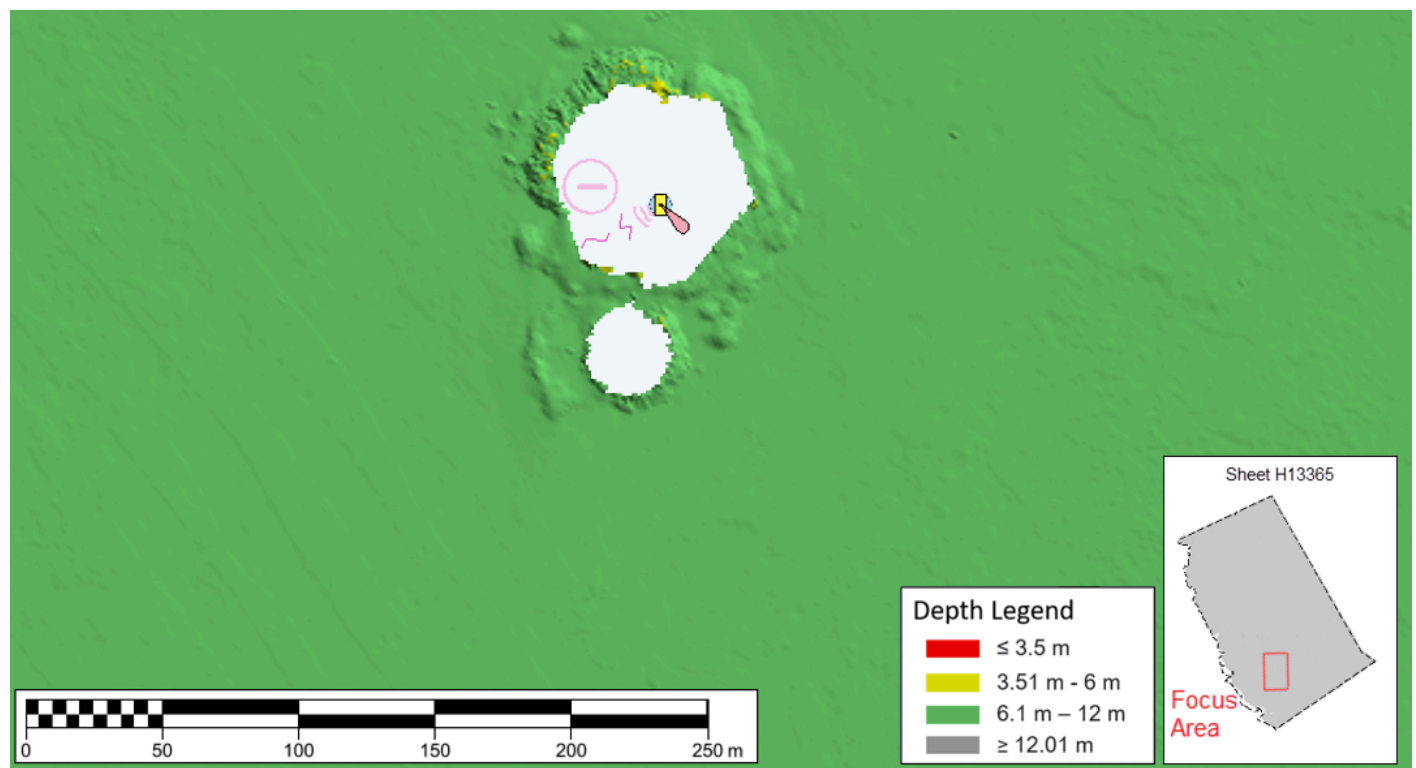 Sheet H13365
Focus
Area
Depth Legend
≤ 3.5 m
3.51 m - 6 m
6.1 m – 12 m
≥ 12.01 m
0 50 100 150 200 250 m